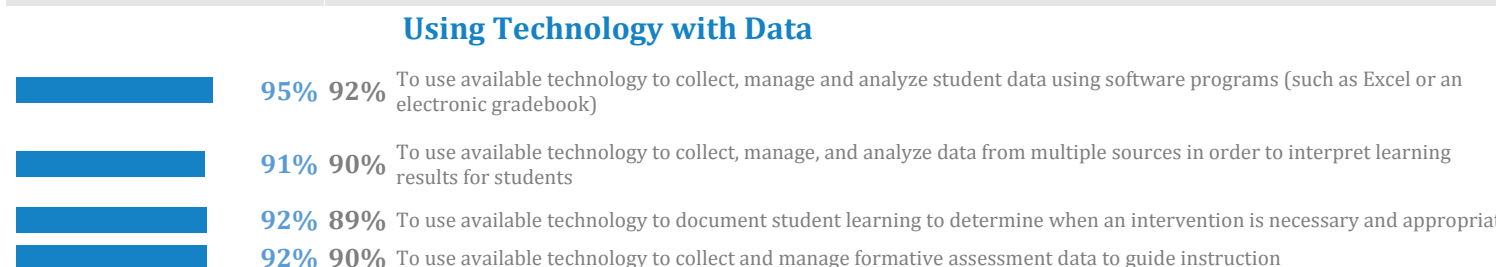 Using Technology with Data
95% 92% To use available technology to collect, manage and analyze student data using software programs (such as Excel or an
electronic gradebook)
91% 90% To use available technology to collect, manage, and analyze data from multiple sources in order to interpret learning
results for students
92% 89% To use available technology to document student learning to determine when an intervention is necessary and appropriat
92% 90% To use available technology to collect and manage formative assessment data to guide instruction